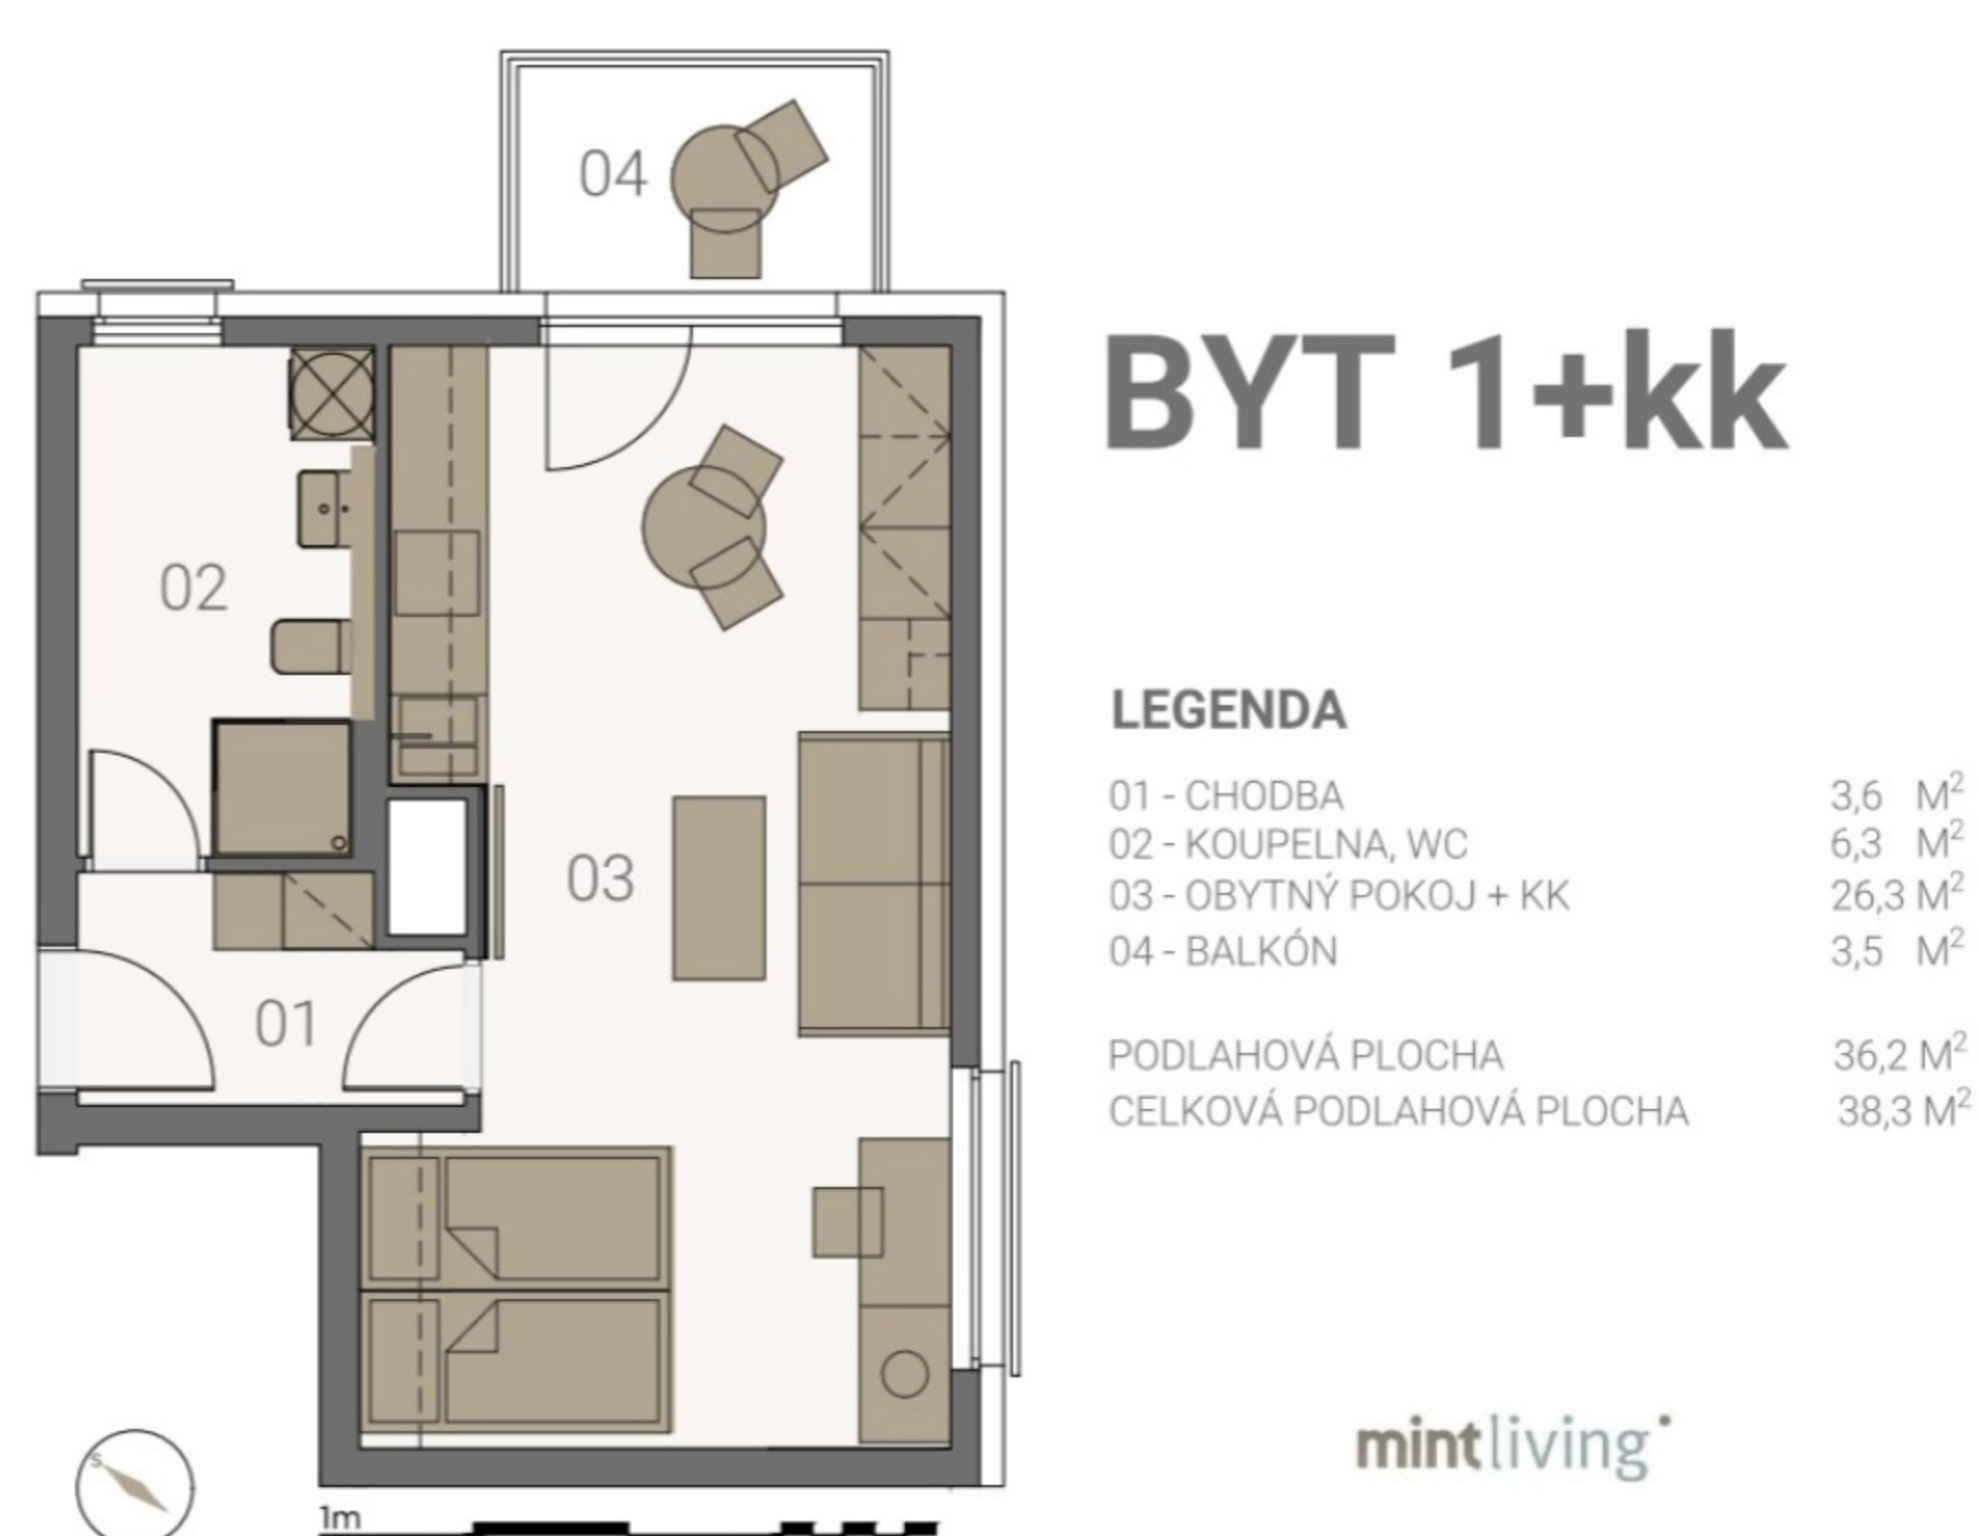 04
BYT 1+kk
02
LEGENDA
01 - CHODBA 3,6 M²
02 - KOUPELNA, WC 6,3 M²
03 - OBYTNÝ POKOJ + KK 26,3 M²
04 - BALKÓN 3,5 M²
03
01
PODLAHOVÁ PLOCHA 36,2 M²
CELKOVÁ PODLAHOVÁ PLOCHA 38,3 M²
mintliving
S
1m